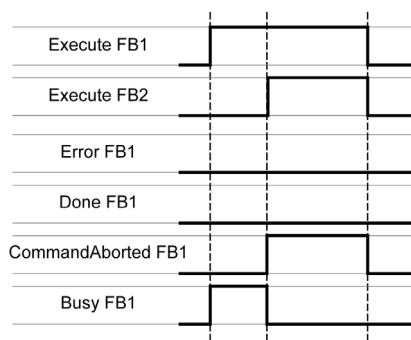 Execute FB1
Execute FB2
Error FB1
Done FB1
CommandAborted FB1
Busy FB1